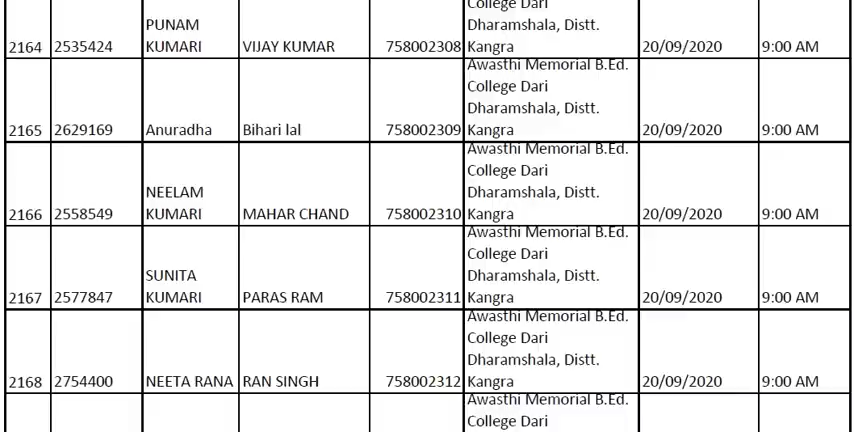 College Dari
PUNAM Dharamshala, Distt.
2164 2535424 KUMARI VIJAY KUMAR 758002308 Kangra 20/09/2020 9:00 AM
Awasthi Memorial B.Ed.
College Dari
Dharamshala, Distt.
2165 2629169 Anuradha Bihari lal 758002309 Kangra 20/09/2020 9:00 AM
Awasthi Memorial B.Ed.
College Dari
NEELAM Dharamshala, Distt.
2166 2558549 KUMARI MAHAR CHAND 758002310 Kangra 20/09/2020 9:00 AM
Awasthi Memorial B.Ed.
College Dari
SUNITA Dharamshala, Distt.
2167 2577847 KUMARI PARAS RAM 758002311 Kangra 20/09/2020 9:00 AM
Awasthi Memorial B.Ed.
College Dari
Dharamshala, Distt.
2168 2754400 NEETA RANA RAN SINGH 758002312 Kangra 20/09/2020 9:00 AM
Awasthi Memorial B.Ed.
College Dari